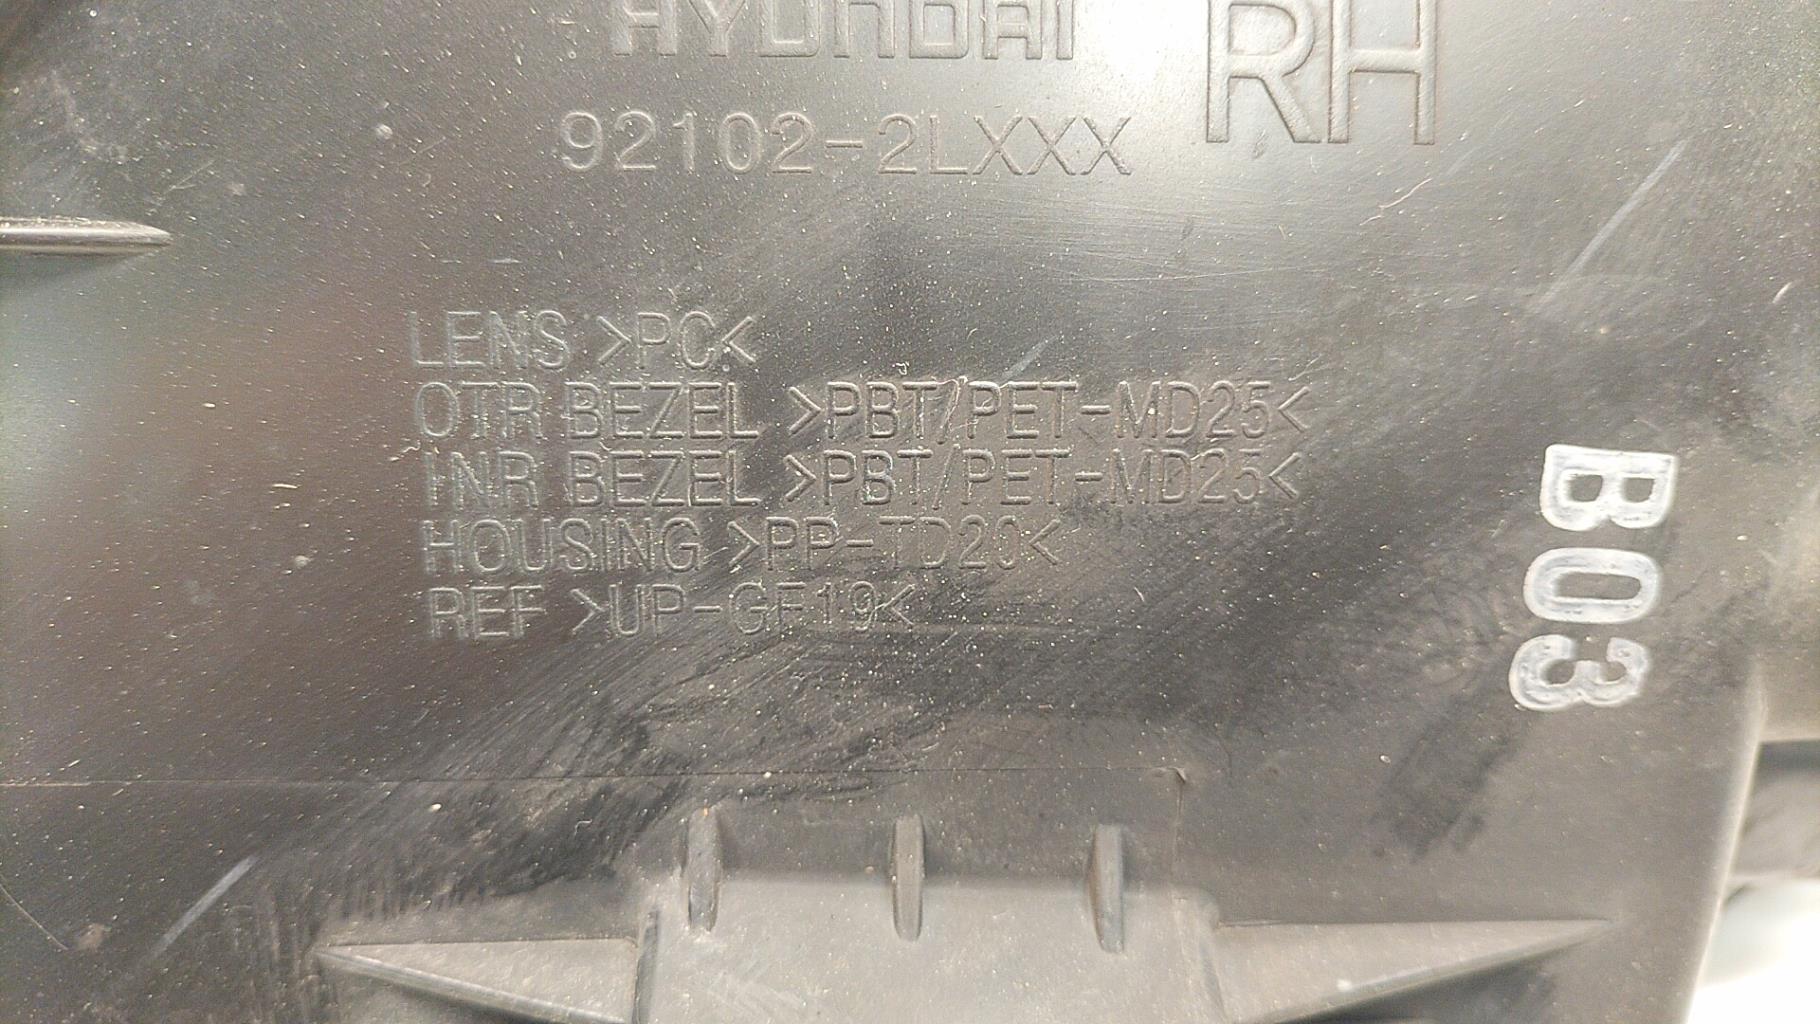 HYUNDAI
RH
92102-2LXXX
LENS >PC<
OTR BEZEL >PBT/PET-MD25<
INR BEZEL >PBT/PET-MD25<
HOUSING >PP-TD20<
REF >UP-GF19<
B03